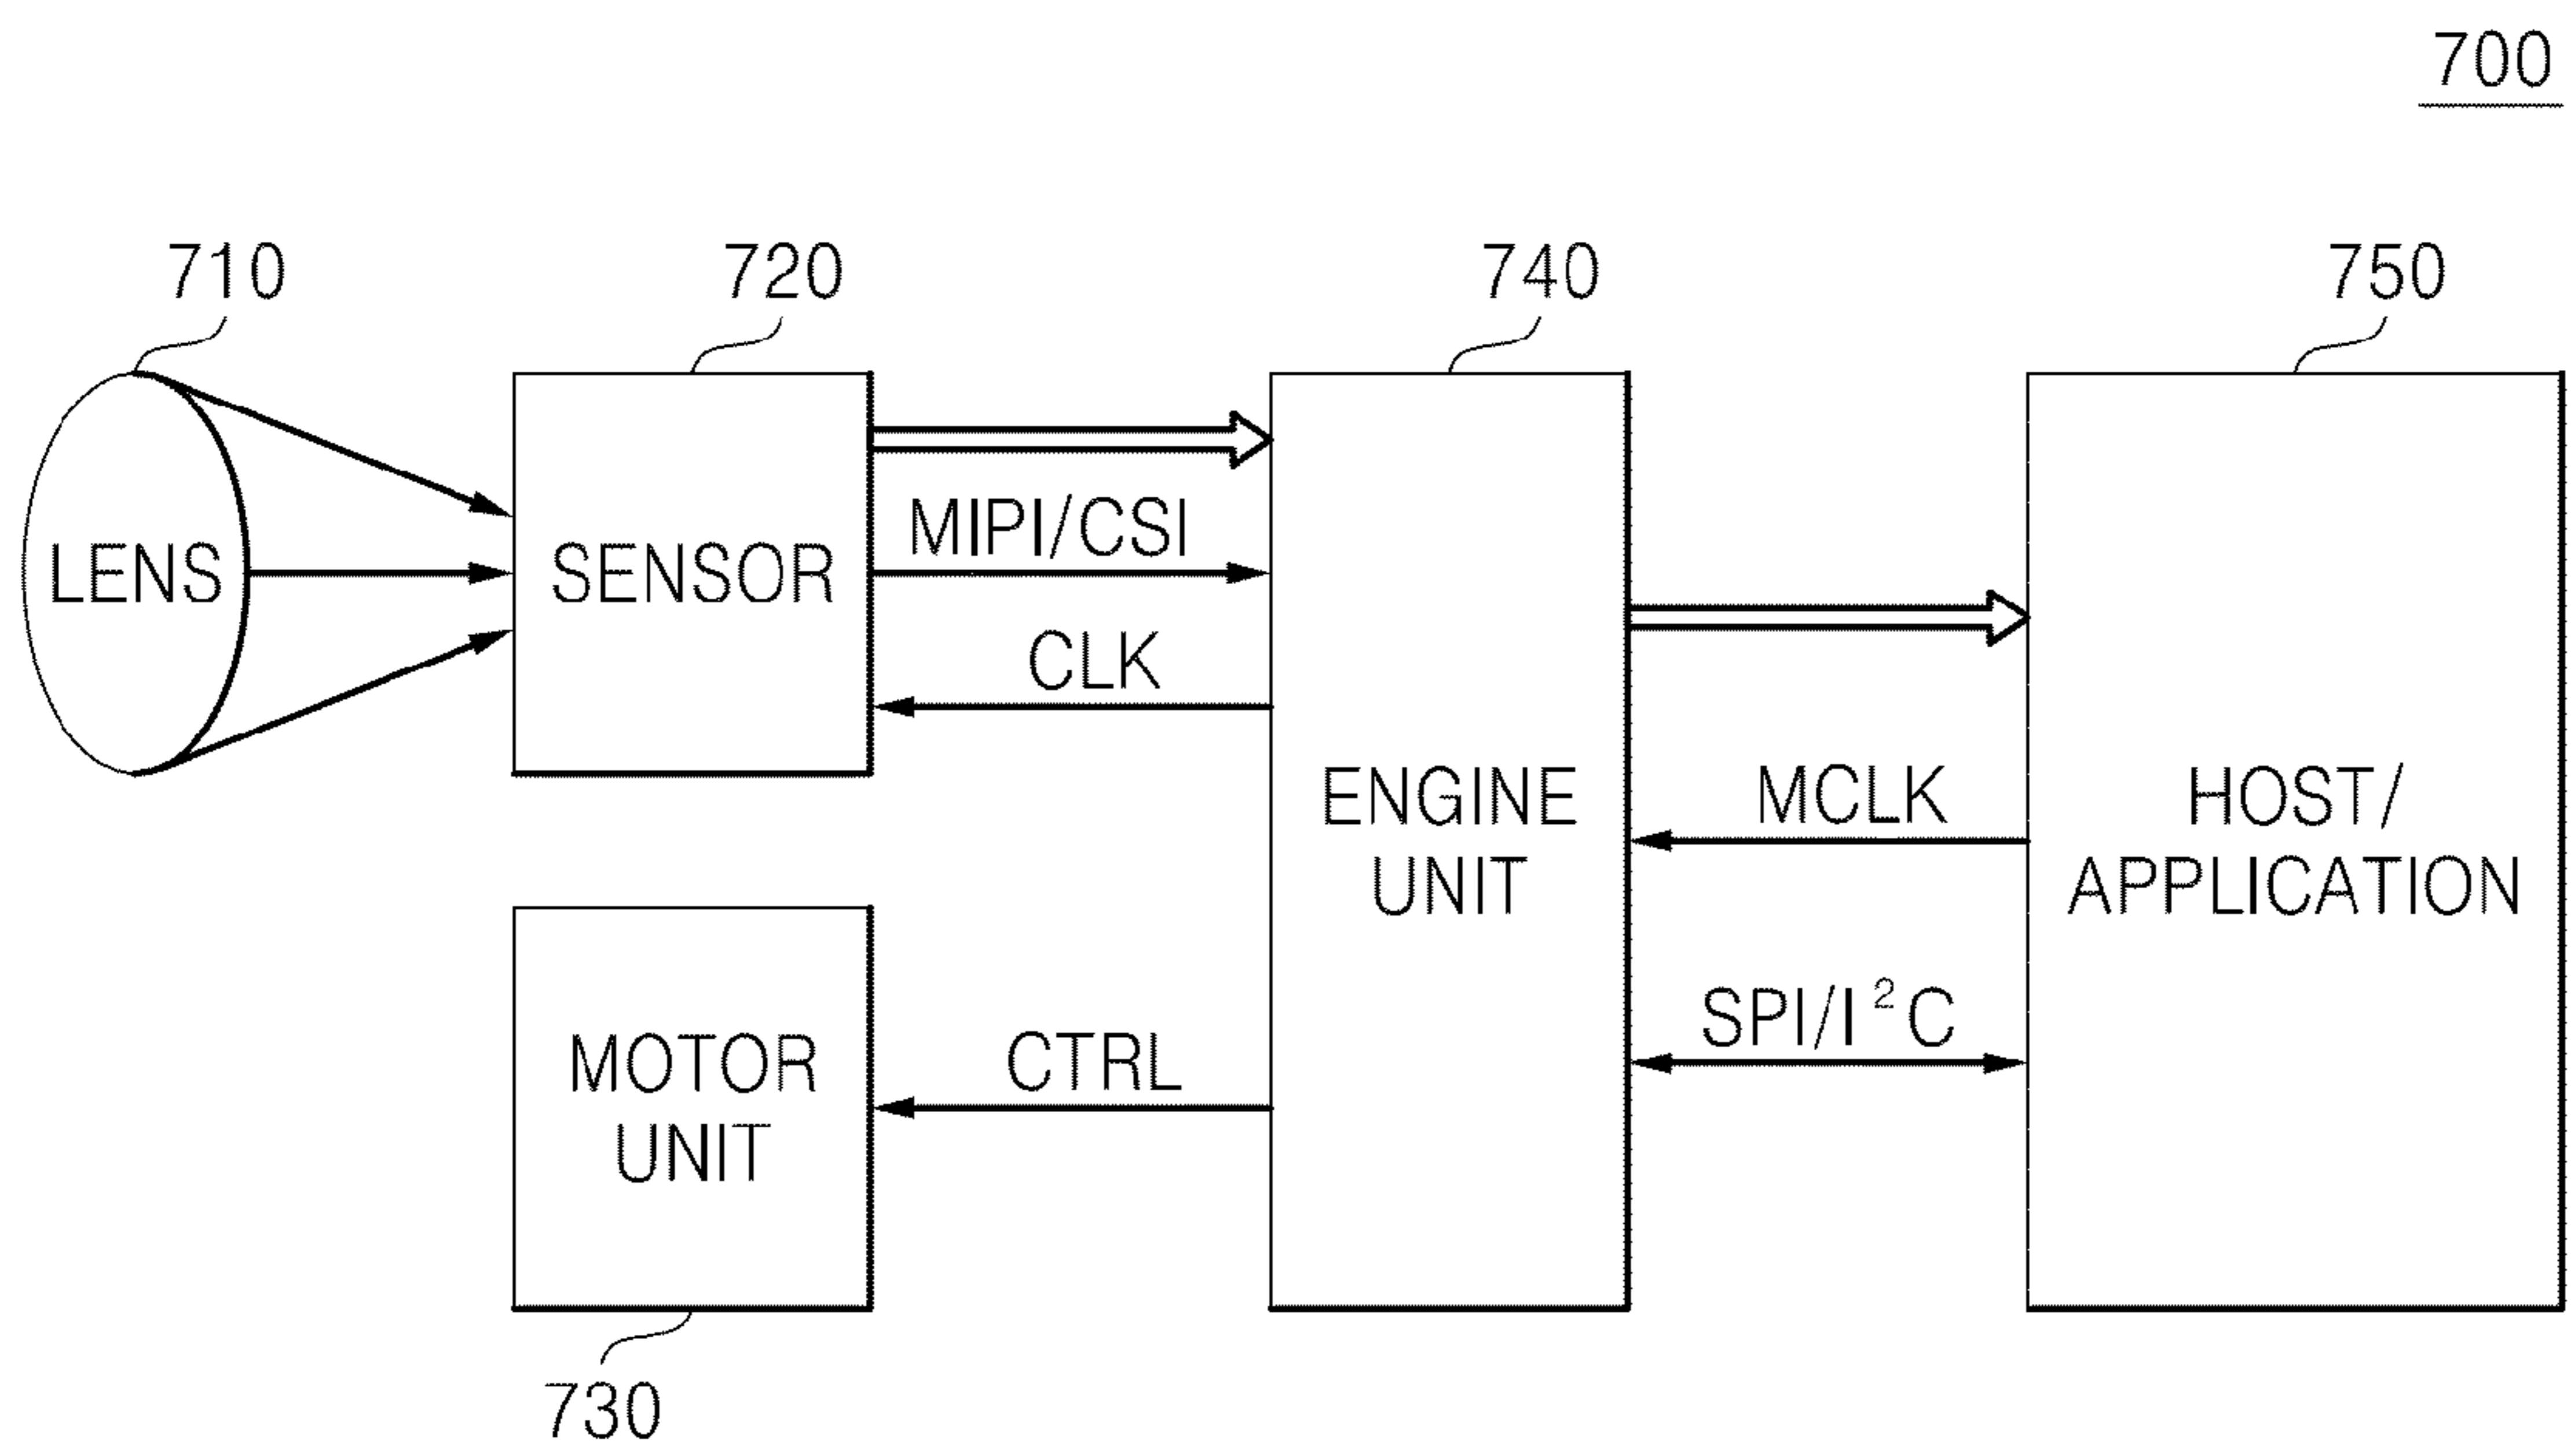 700
710
720
740
750
LENS
SENSOR
MIPI/CSI
CLK
ENGINE
UNIT
MCLK
HOST/
APPLICATION
SPI/I²C
MOTOR
UNIT
CTRL
730